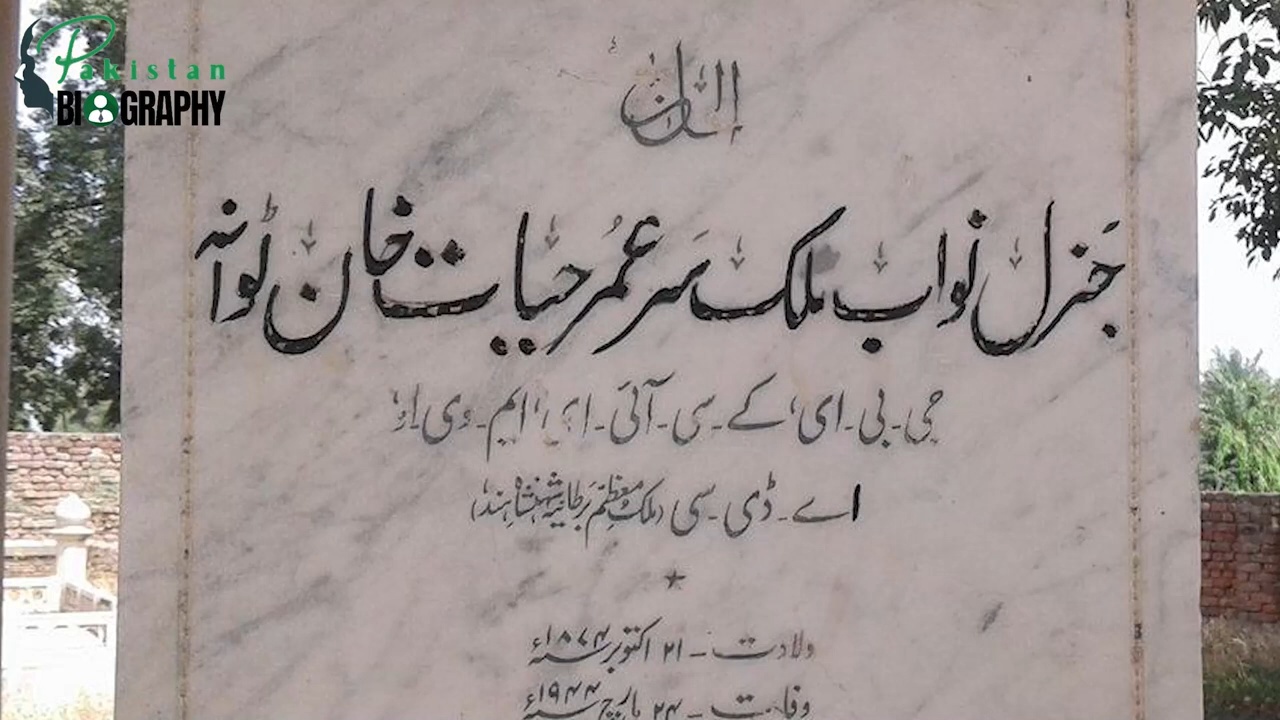 Pakistan
BIOGRAPHY
جنرل نواب ملک سر عمر حیات خان ٹوانہ
جی۔بی۔ای، کے۔سی۔آئی۔ای، ایم۔وی۔او،
اے۔ڈی۔سی (ملک معظم برطانیہ شہنشاہ ہند)
ولادت۔ ۲۱ اکتوبر ۱۸۷۴ء
وفات۔ ۲۴ مارچ ۱۹۴۴ء